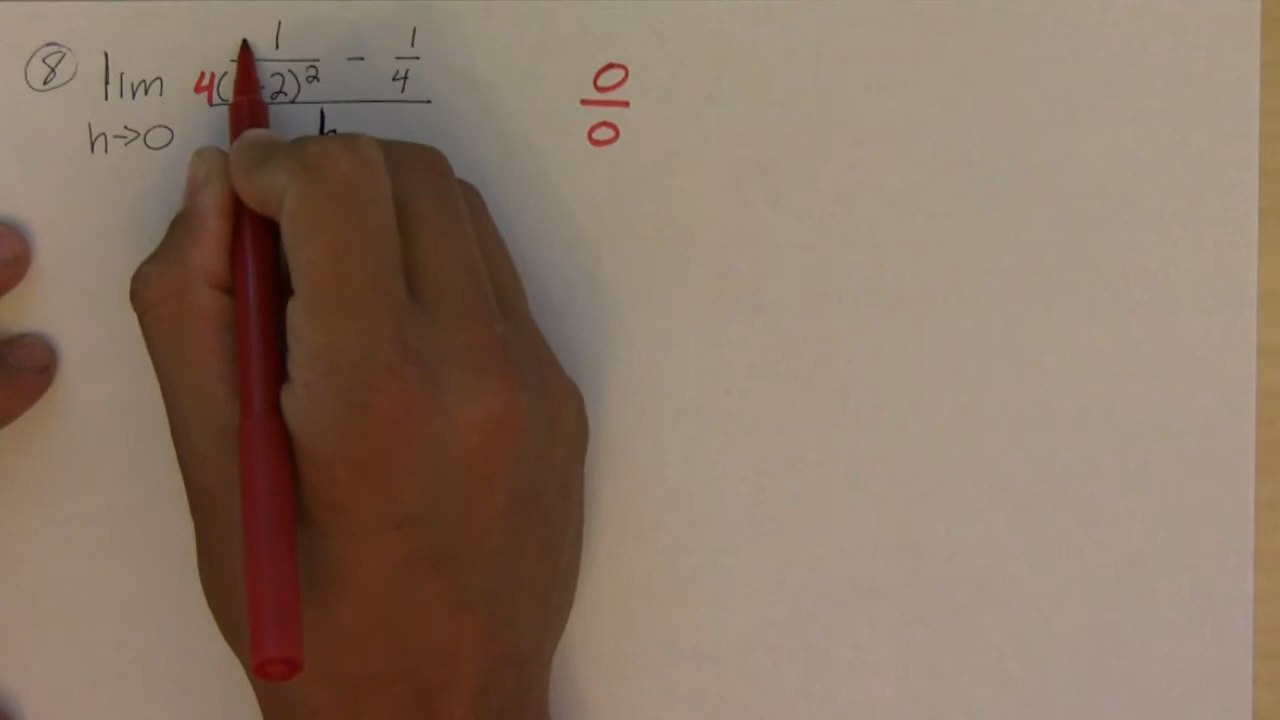 ⑧ lim 1 - 1
4( -2)² 4
h→0 h
0
0